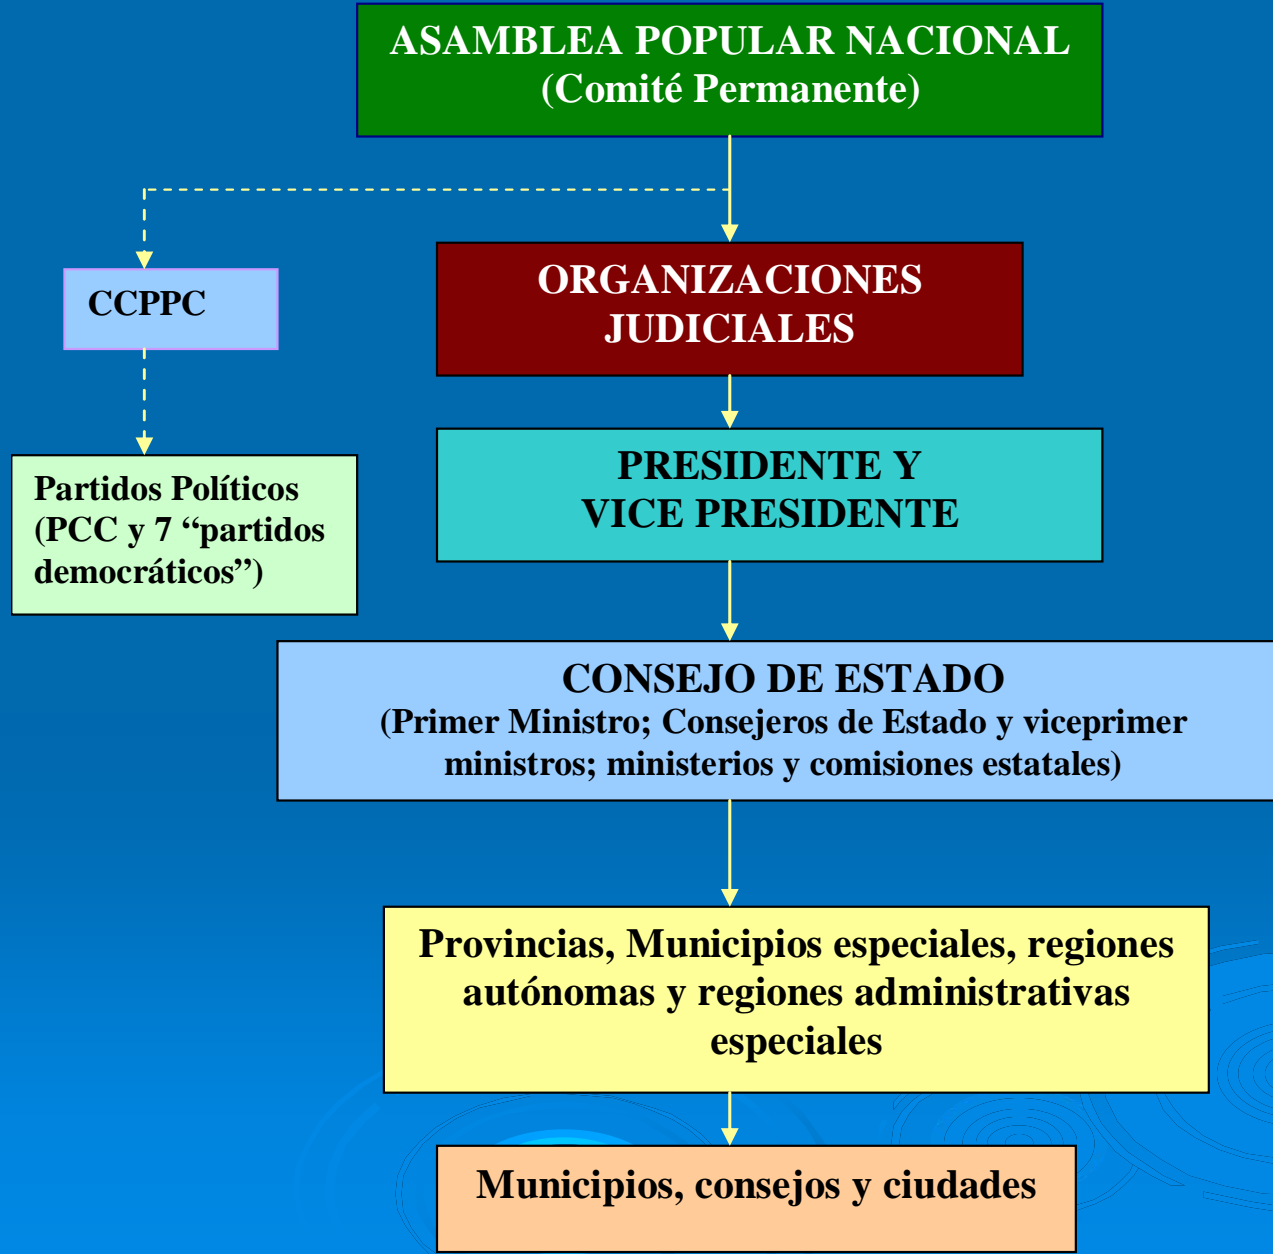 ASAMBLEA POPULAR NACIONAL
(Comité Permanente)
CCPPC
ORGANIZACIONES
JUDICIALES
PRESIDENTE Y
VICE PRESIDENTE
Partidos Políticos
(PCC y 7 “partidos
democráticos”)
CONSEJO DE ESTADO
(Primer Ministro; Consejeros de Estado y viceprimer
ministros; ministerios y comisiones estatales)
Provincias, Municipios especiales, regiones
autónomas y regiones administrativas
especiales
Municipios, consejos y ciudades